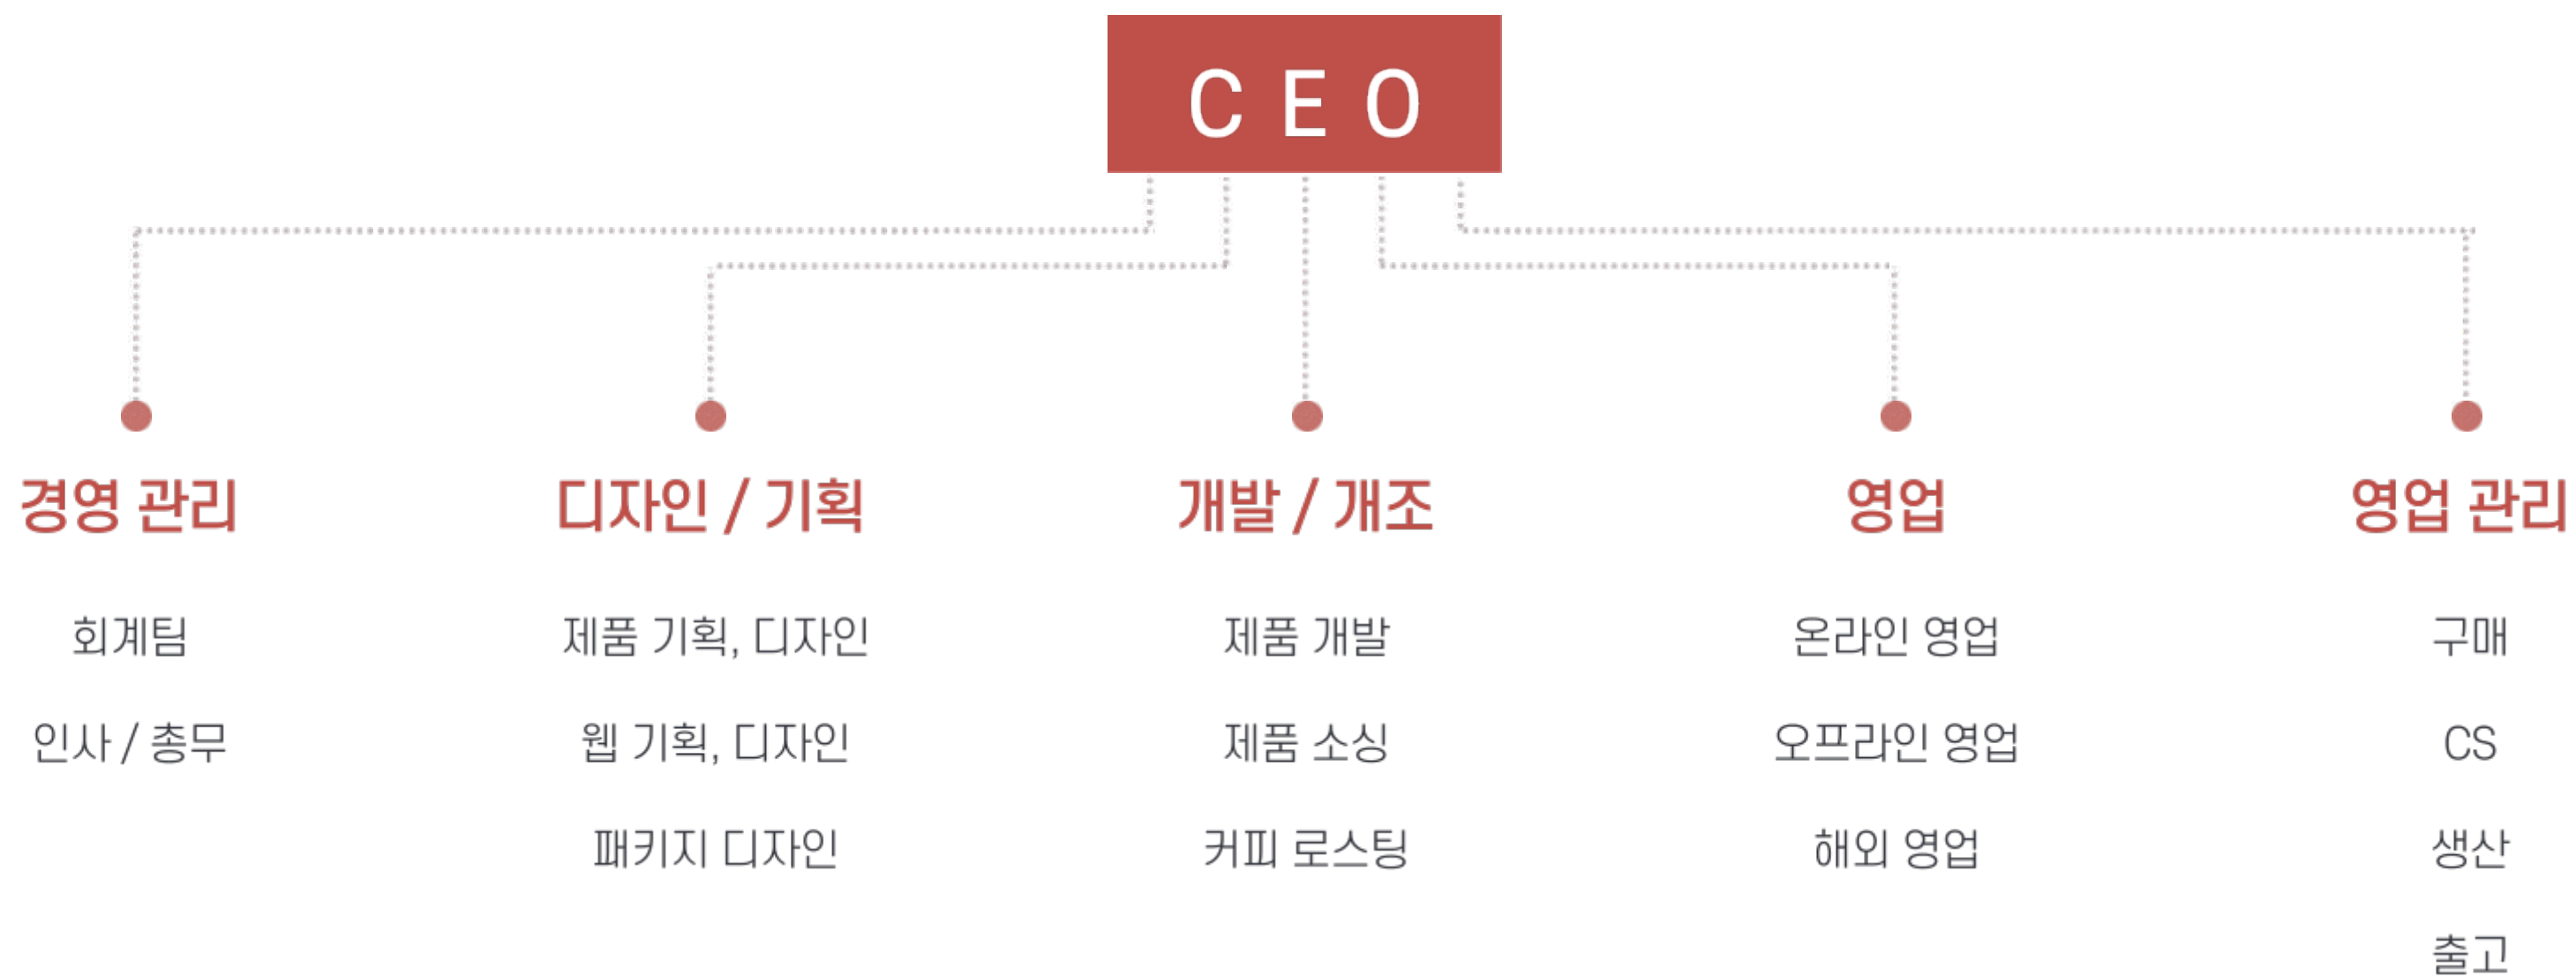 CEO
경영 관리
회계팀
인사 / 총무
디자인 / 기획
제품 기획, 디자인
웹 기획, 디자인
패키지 디자인
개발 / 개조
제품 개발
제품 소싱
커피 로스팅
영업
온라인 영업
오프라인 영업
해외 영업
영업 관리
구매
CS
생산
출고